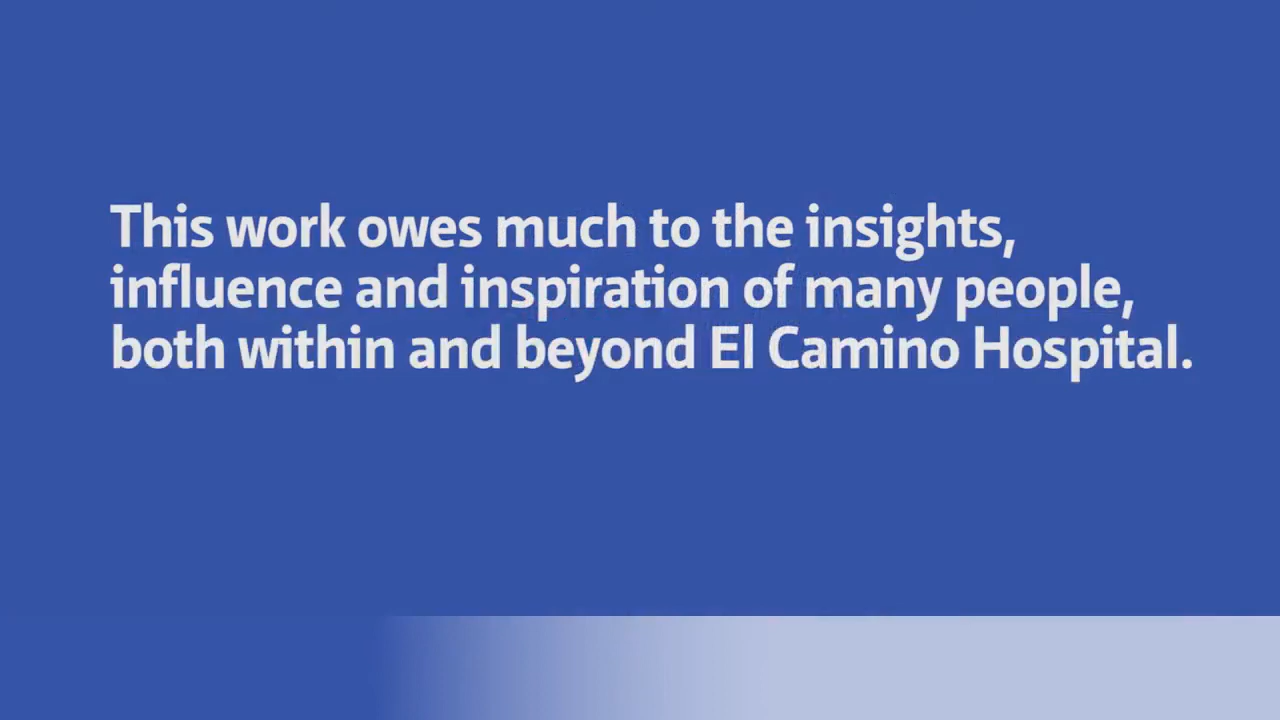 This work owes much to the insights,
influence and inspiration of many people,
both within and beyond El Camino Hospital.